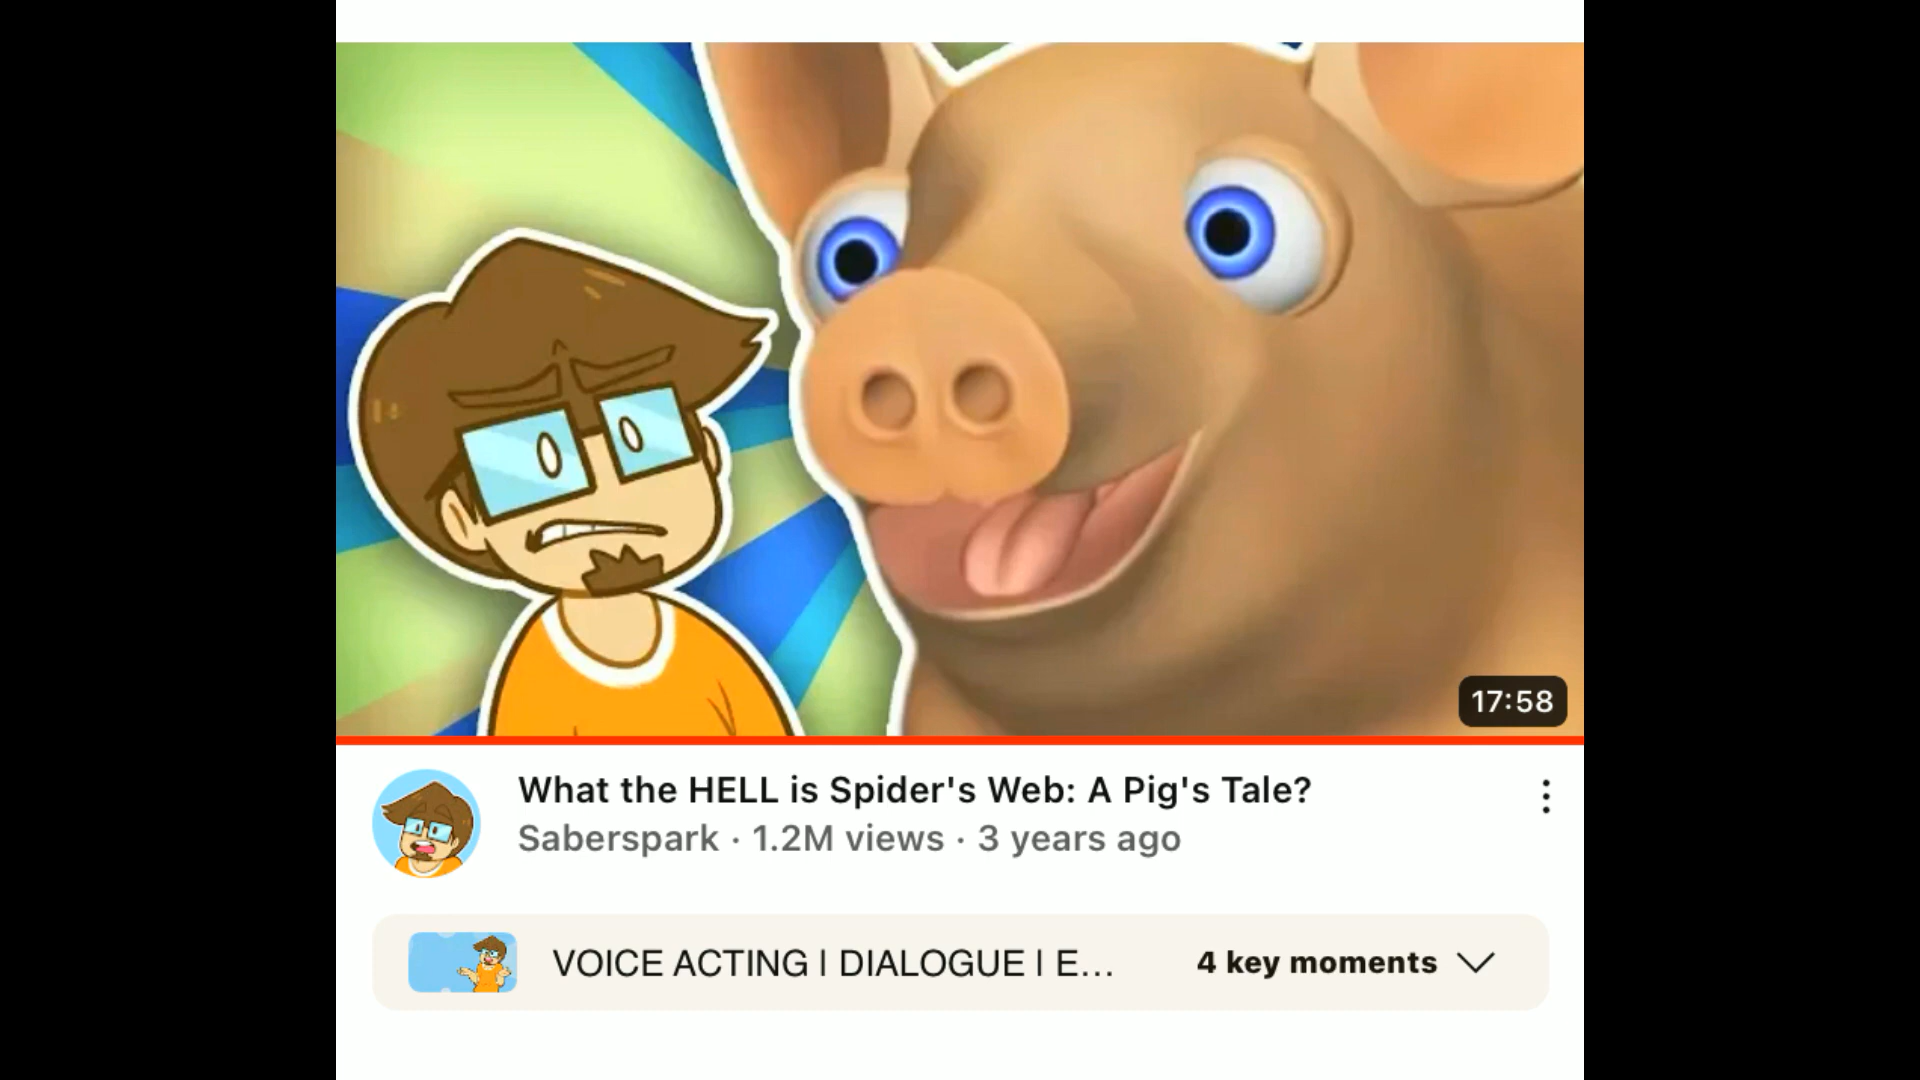 17:58
What the HELL is Spider's Web: A Pig's Tale?
Saberspark · 1.2M views · 3 years ago
VOICE ACTING | DIALOGUE | E... 4 key moments